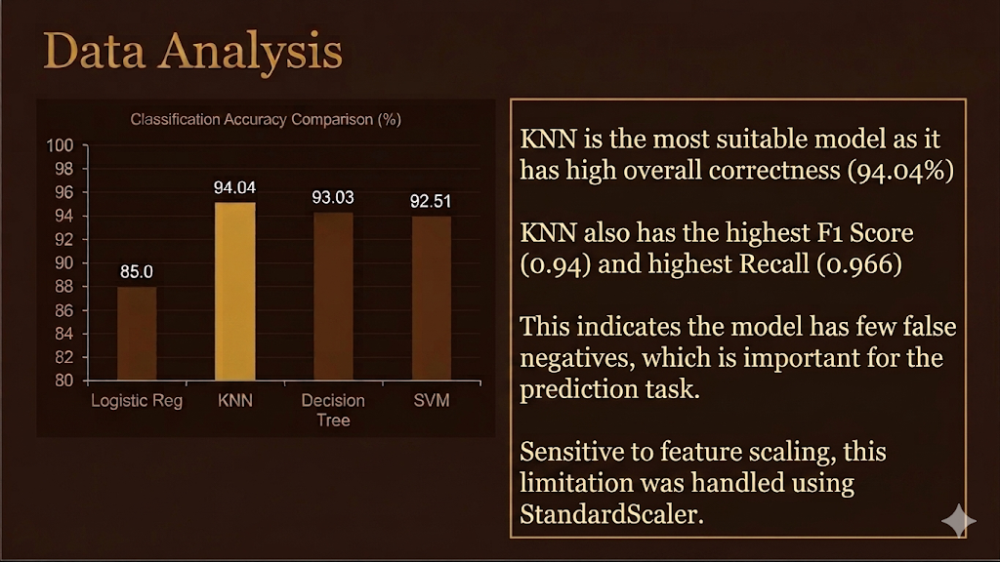 Data Analysis
Classification Accuracy Comparison (%)
100
98
96
94
92
90
88
86
84
82
80
85.0
94.04
93.03
92.51
Logistic Reg
KNN
Decision
Tree
SVM
KNN is the most suitable model as it
has high overall correctness (94.04%)
KNN also has the highest F1 Score
(0.94) and highest Recall (0.966)
This indicates the model has few false
negatives, which is important for the
prediction task.
Sensitive to feature scaling, this
limitation was handled using
StandardScaler.